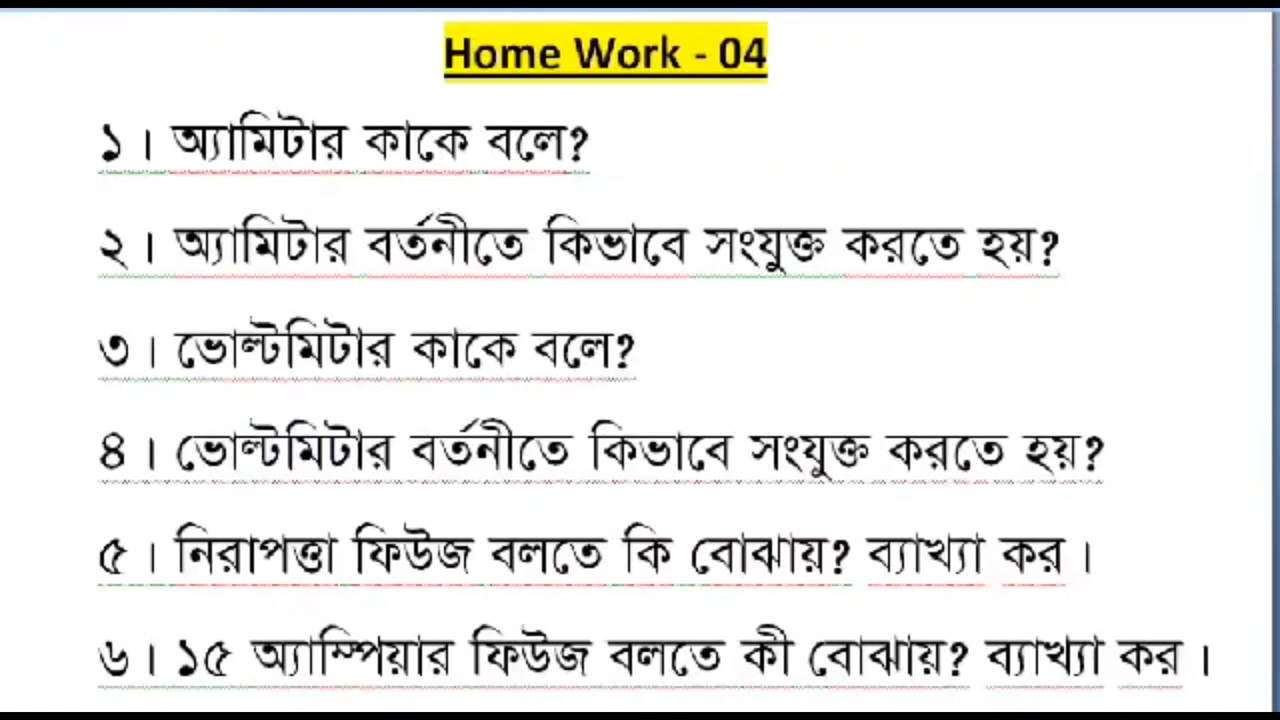 Home Work - 04
১। অ্যামিটার কাকে বলে?
২। অ্যামিটার বর্তনীতে কিভাবে সংযুক্ত করতে হয়?
৩। ভোল্টমিটার কাকে বলে?
৪। ভোল্টমিটার বর্তনীতে কিভাবে সংযুক্ত করতে হয়?
৫। নিরাপত্তা ফিউজ বলতে কি বোঝায়? ব্যাখ্যা কর।
৬। ১৫ অ্যাম্পিয়ার ফিউজ বলতে কী বোঝায়? ব্যাখ্যা কর।